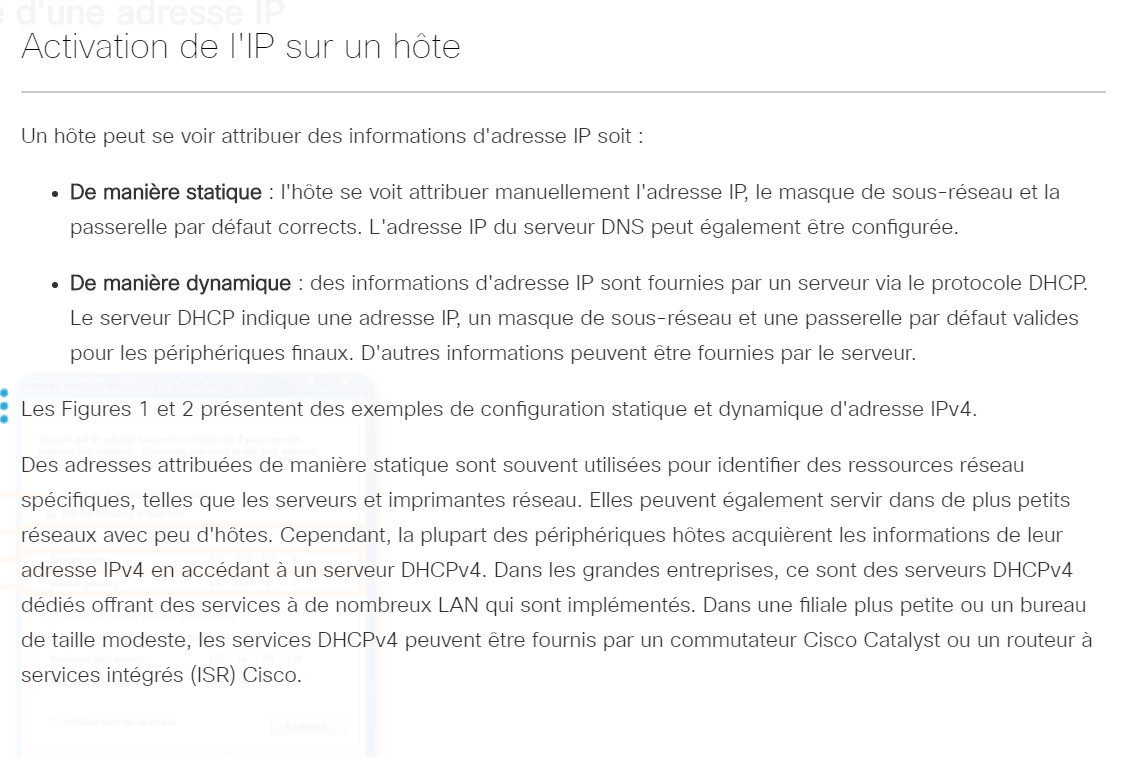 d'une adresse IP
Activation de l'IP sur un hôte
Un hôte peut se voir attribuer des informations d'adresse IP soit :
• De manière statique : l'hôte se voit attribuer manuellement l'adresse IP, le masque de sous-réseau et la
passerelle par défaut corrects. L'adresse IP du serveur DNS peut également être configurée.
• De manière dynamique : des informations d'adresse IP sont fournies par un serveur via le protocole DHCP.
Le serveur DHCP indique une adresse IP, un masque de sous-réseau et une passerelle par défaut valides
pour les périphériques finaux. D'autres informations peuvent être fournies par le serveur.
Les Figures 1 et 2 présentent des exemples de configuration statique et dynamique d'adresse IPv4.
Des adresses attribuées de manière statique sont souvent utilisées pour identifier des ressources réseau
spécifiques, telles que les serveurs et imprimantes réseau. Elles peuvent également servir dans de plus petits
réseaux avec peu d'hôtes. Cependant, la plupart des périphériques hôtes acquièrent les informations de leur
adresse IPv4 en accédant à un serveur DHCPv4. Dans les grandes entreprises, ce sont des serveurs DHCPv4
dédiés offrant des services à de nombreux LAN qui sont implémentés. Dans une filiale plus petite ou un bureau
de taille modeste, les services DHCPv4 peuvent être fournis par un commutateur Cisco Catalyst ou un routeur à
services intégrés (ISR) Cisco.